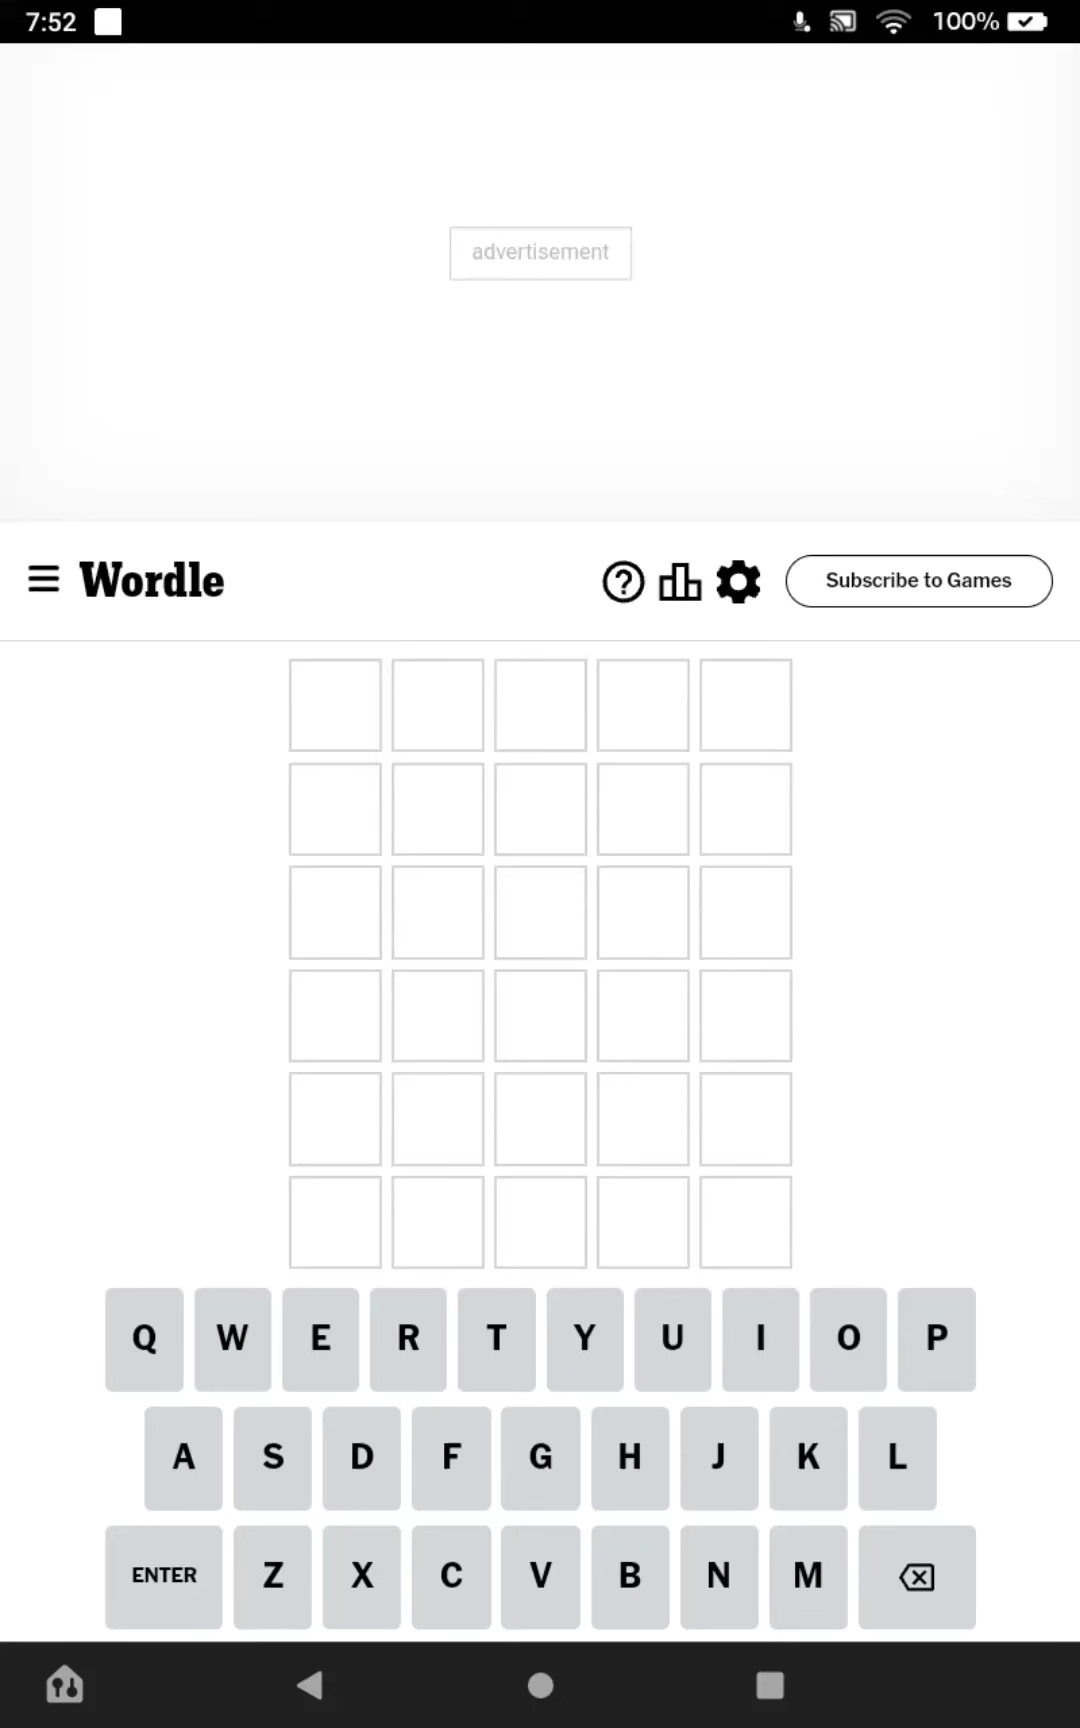 7:52 100%
advertisement
Wordle Subscribe to Games
Q W E R T Y U I O P
A S D F G H J K L
ENTER Z X C V B N M